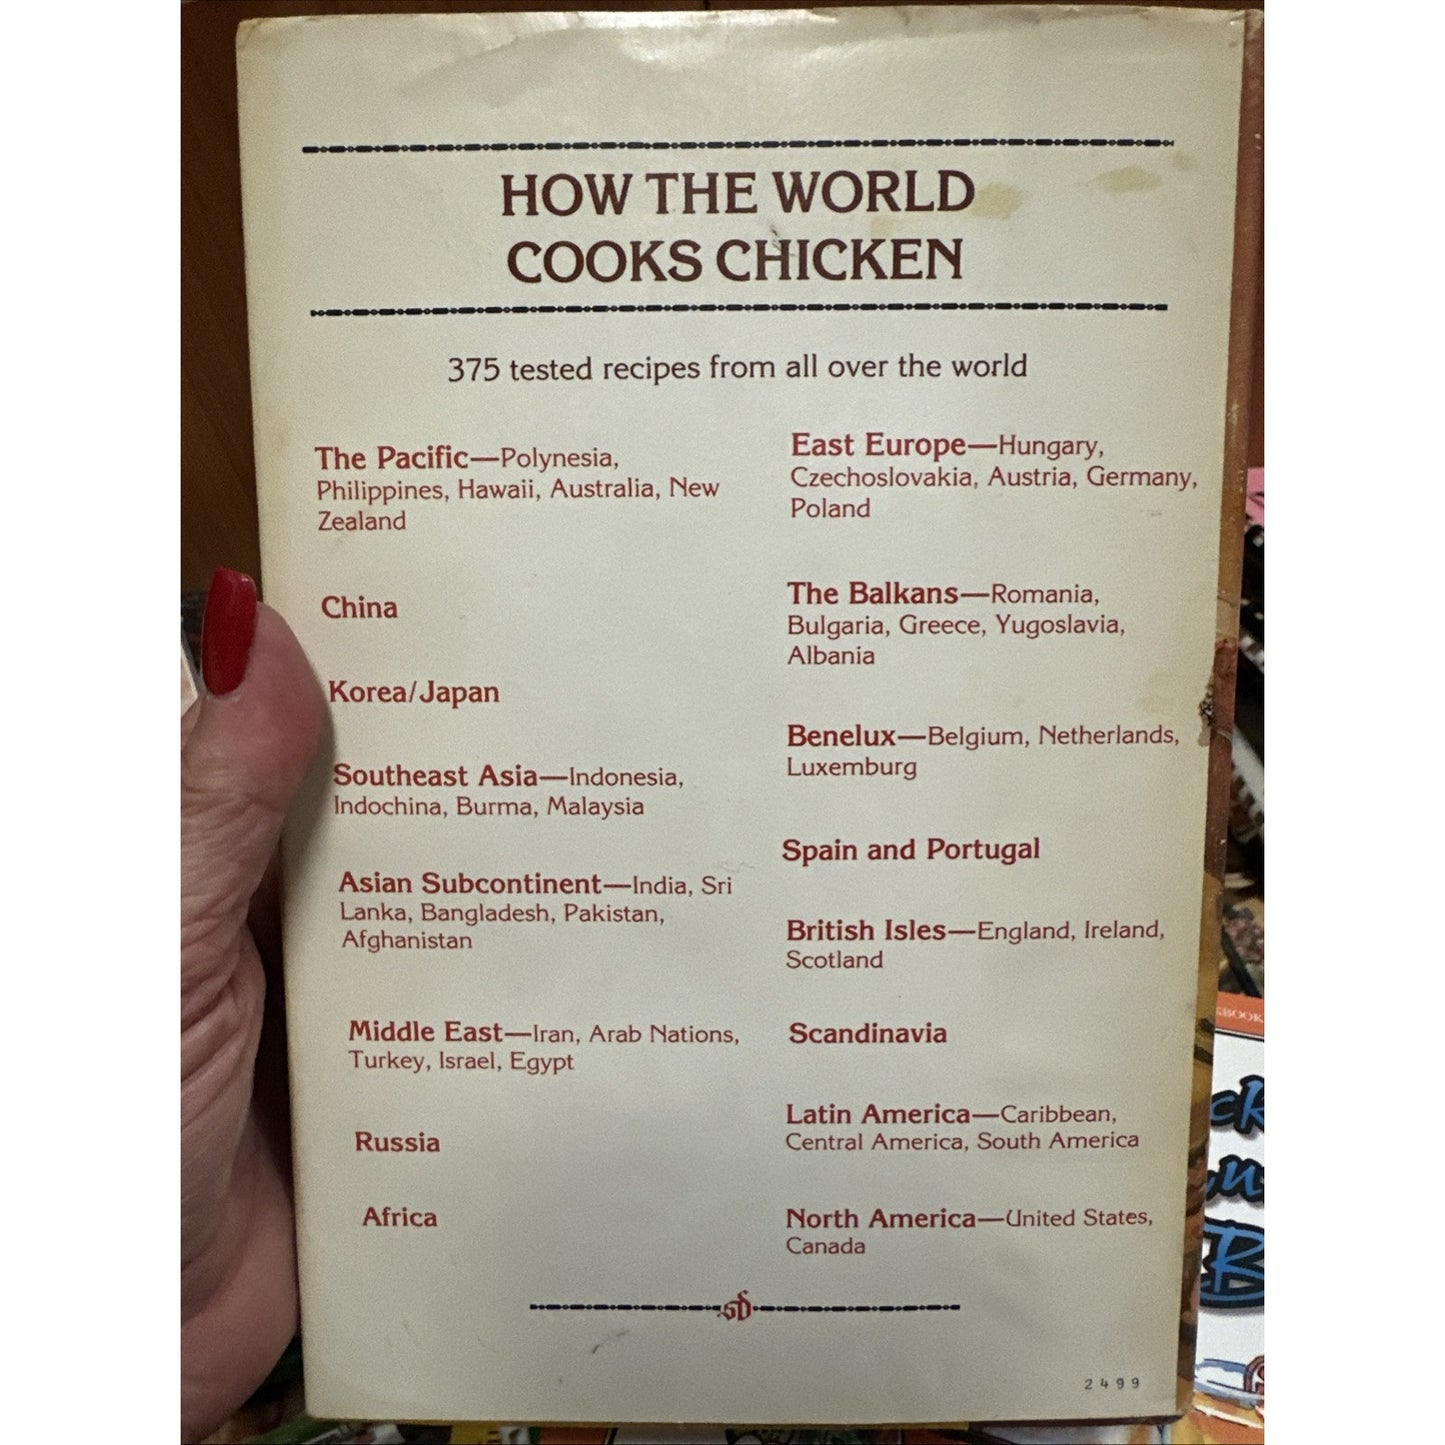 HOW THE WORLD
COOKS CHICKEN
375 tested recipes from all over the world
The Pacific—Polynesia,
Philippines, Hawaii, Australia, New
Zealand
China
Korea/Japan
Southeast Asia—Indonesia,
Indochina, Burma, Malaysia
Asian Subcontinent—India, Sri
Lanka, Bangladesh, Pakistan,
Afghanistan
Middle East—Iran, Arab Nations,
Turkey, Israel, Egypt
Russia
Africa
East Europe—Hungary,
Czechoslovakia, Austria, Germany,
Poland
The Balkans—Romania,
Bulgaria, Greece, Yugoslavia,
Albania
Benelux—Belgium, Netherlands,
Luxemburg
Spain and Portugal
British Isles—England, Ireland,
Scotland
Scandinavia
Latin America—Caribbean,
Central America, South America
North America—United States,
Canada
sd
2499